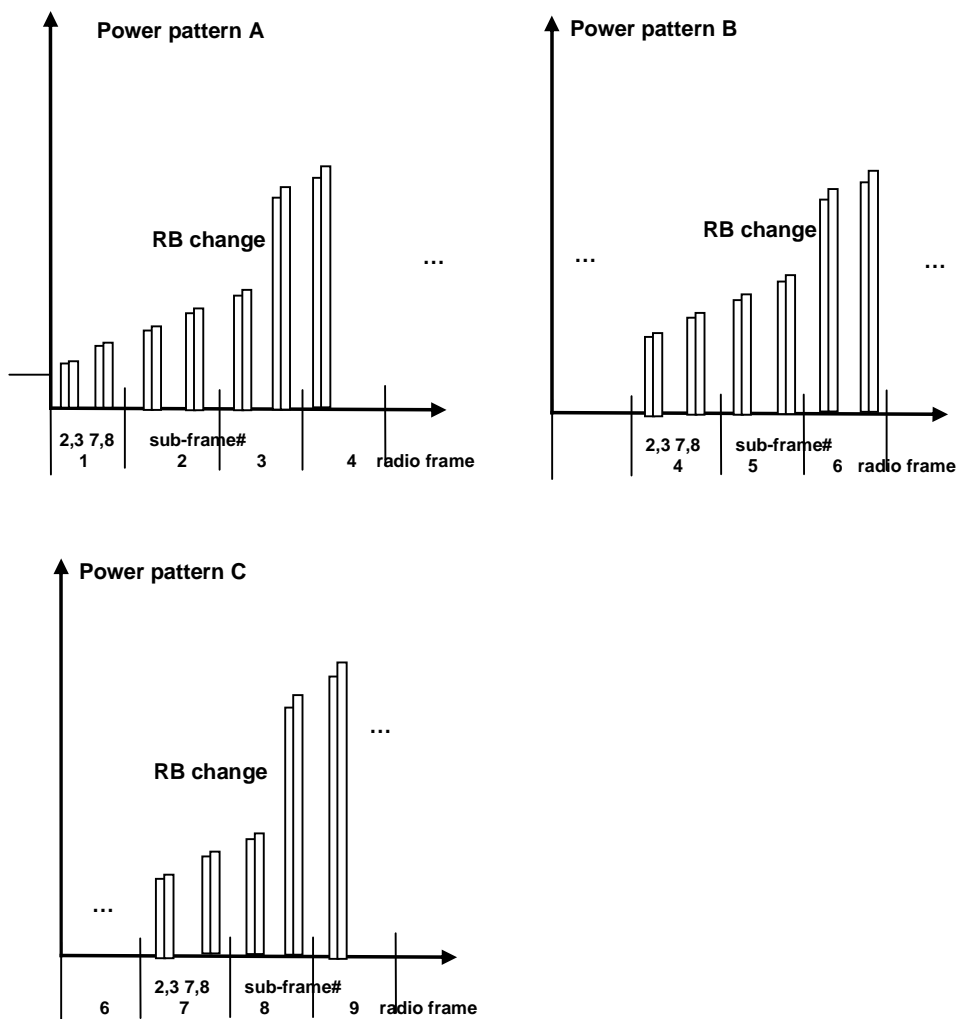 Power pattern A
RB change
...
2,3 7,8 sub-frame#
1 2 3 4 radio frame
Power pattern B
RB change
...
...
2,3 7,8 sub-frame#
4 5 6 radio frame
Power pattern C
...
RB change
...
2,3 7,8 sub-frame#
6 7 8 9 radio frame